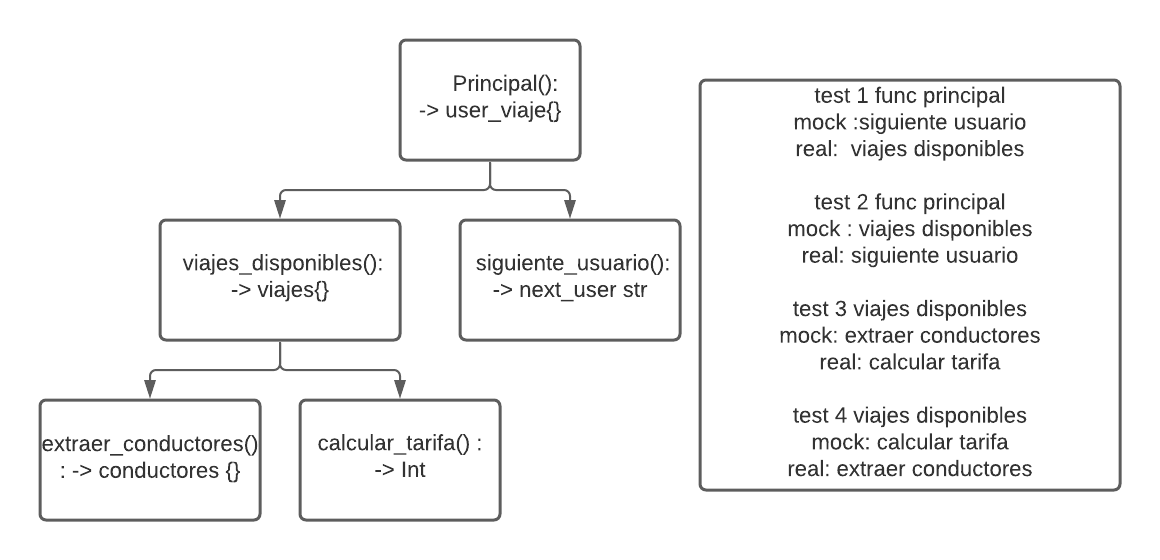 Principal():
-> user_viaje{}
viajes_disponibles():
-> viajes{}
siguiente_usuario():
-> next_user str
extraer_conductores()
: -> conductores {}
calcular_tarifa() :
-> Int
test 1 func principal
mock :siguiente usuario
real:  viajes disponibles
test 2 func principal
mock : viajes disponibles
real: siguiente usuario
test 3 viajes disponibles
mock: extraer conductores
real: calcular tarifa
test 4 viajes disponibles
mock: calcular tarifa
real: extraer conductores